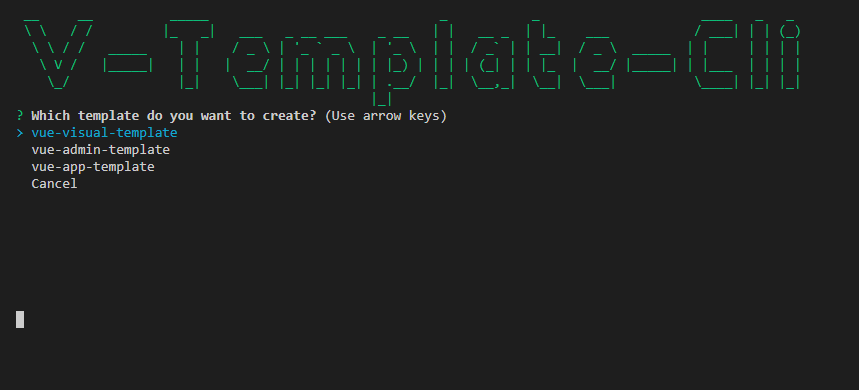 V-Template-Cli
? Which template do you want to create? (Use arrow keys)
> vue-visual-template
vue-admin-template
vue-app-template
Cancel